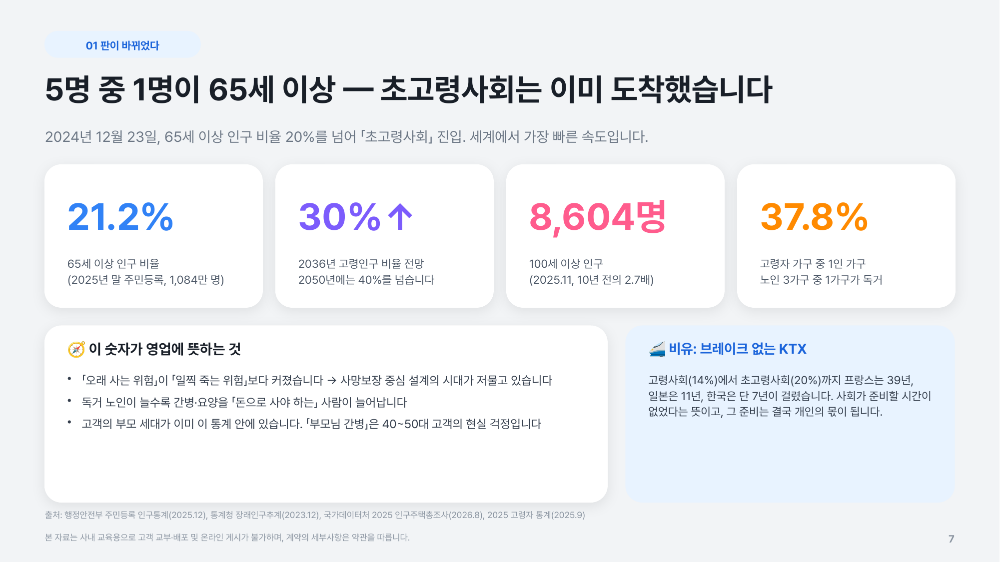 01 판이 바뀌었다
5명 중 1명이 65세 이상 — 초고령사회는 이미 도착했습니다
2024년 12월 23일, 65세 이상 인구 비율 20%를 넘어 「초고령사회」 진입. 세계에서 가장 빠른 속도입니다.
21.2%
65세 이상 인구 비율
(2025년 말 주민등록, 1,084만 명)
30%↑
2036년 고령인구 비율 전망
2050년에는 40%를 넘습니다
8,604명
100세 이상 인구
(2025.11, 10년 전의 2.7배)
37.8%
고령자 가구 중 1인 가구
노인 3가구 중 1가구가 독거
🧭 이 숫자가 영업에 뜻하는 것
• 「오래 사는 위험」이 「일찍 죽는 위험」보다 커졌습니다 → 사망보장 중심 설계의 시대가 저물고 있습니다
• 독거 노인이 늘수록 간병·요양을 「돈으로 사야 하는」 사람이 늘어납니다
• 고객의 부모 세대가 이미 이 통계 안에 있습니다. 「부모님 간병」은 40~50대 고객의 현실 걱정입니다
🚄 비유: 브레이크 없는 KTX
고령사회(14%)에서 초고령사회(20%)까지 프랑스는 39년,
일본은 11년, 한국은 단 7년이 걸렸습니다. 사회가 준비할 시간이
없었다는 뜻이고, 그 준비는 결국 개인의 몫이 됩니다.
출처: 행정안전부 주민등록 인구통계(2025.12), 통계청 장래인구추계(2023.12), 국가데이터처 2025 인구주택총조사(2026.8), 2025 고령자 통계(2025.9)
본 자료는 사내 교육용으로 고객 교부·배포 및 온라인 게시가 불가하며, 계약의 세부사항은 약관을 따릅니다.
7